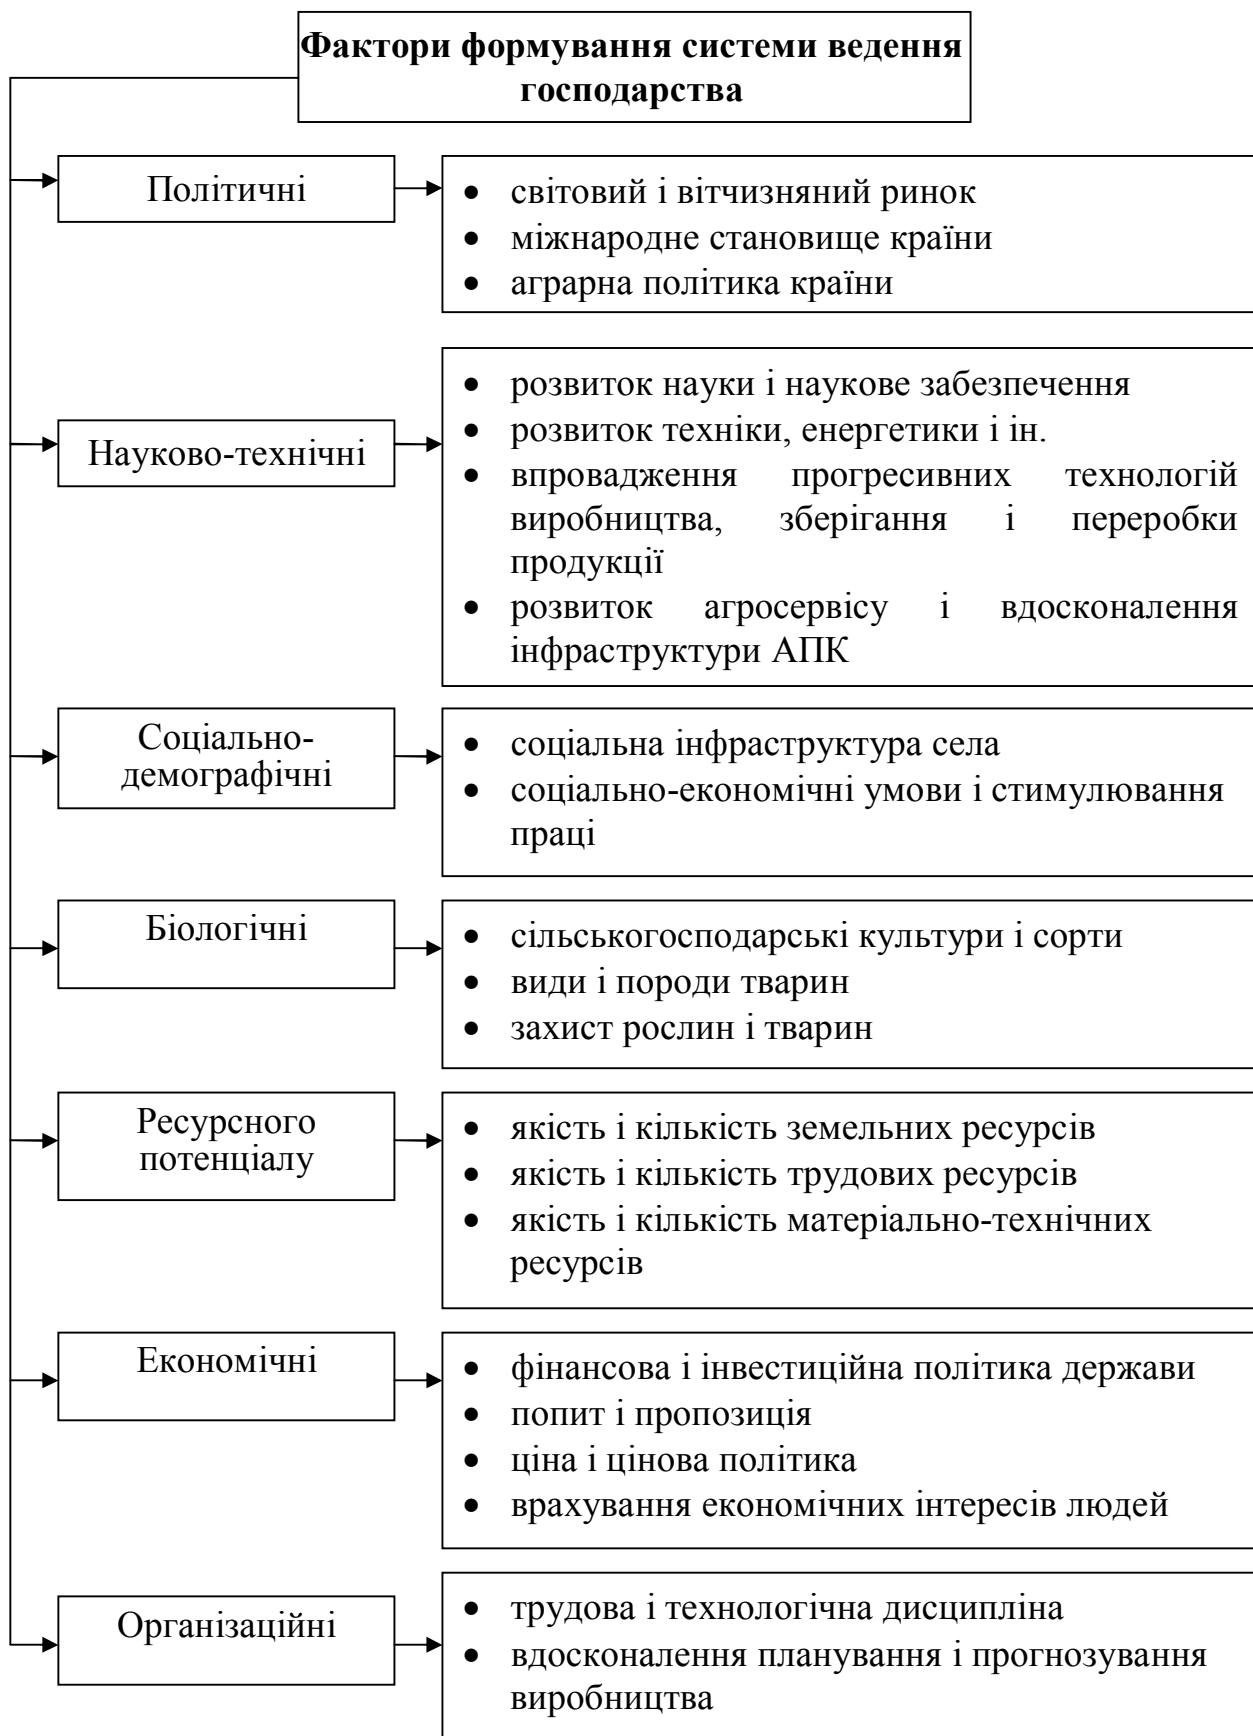 Фактори формування системи ведення
господарства
Політичні
• світовий і вітчизняний ринок
• міжнародне становище країни
• аграрна політика країни
Науково-технічні
• розвиток науки і наукове забезпечення
• розвиток техніки, енергетики і ін.
• впровадження прогресивних технологій
виробництва, зберігання і переробки
продукції
• розвиток агросервісу і вдосконалення
інфраструктури АПК
Соціально-
демографічні
• соціальна інфраструктура села
• соціально-економічні умови і стимулювання
праці
Біологічні
• сільськогосподарські культури і сорти
• види і породи тварин
• захист рослин і тварин
Ресурсного
потенціалу
• якість і кількість земельних ресурсів
• якість і кількість трудових ресурсів
• якість і кількість матеріально-технічних
ресурсів
Економічні
• фінансова і інвестиційна політика держави
• попит і пропозиція
• ціна і цінова політика
• врахування економічних інтересів людей
Організаційні
• трудова і технологічна дисципліна
• вдосконалення планування і прогнозування
виробництва